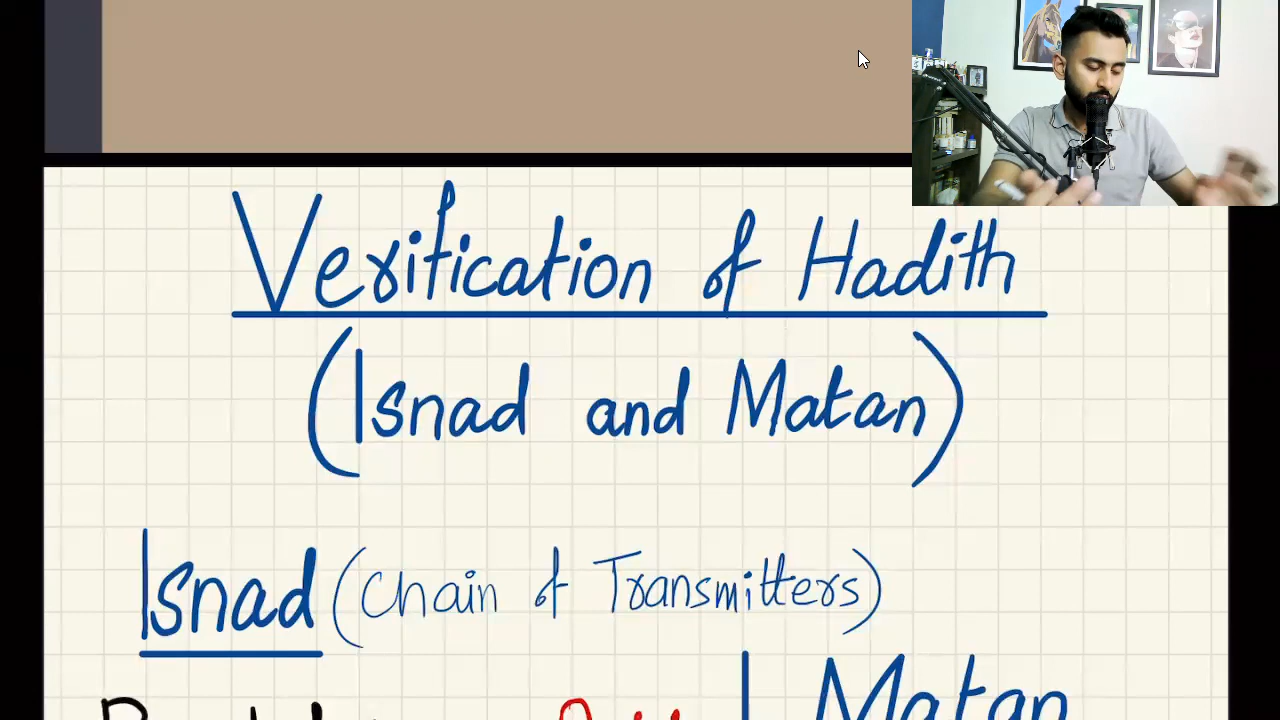 Verification of Hadith
(Isnad and Matan)
Isnad (Chain of Transmitters)
Matan